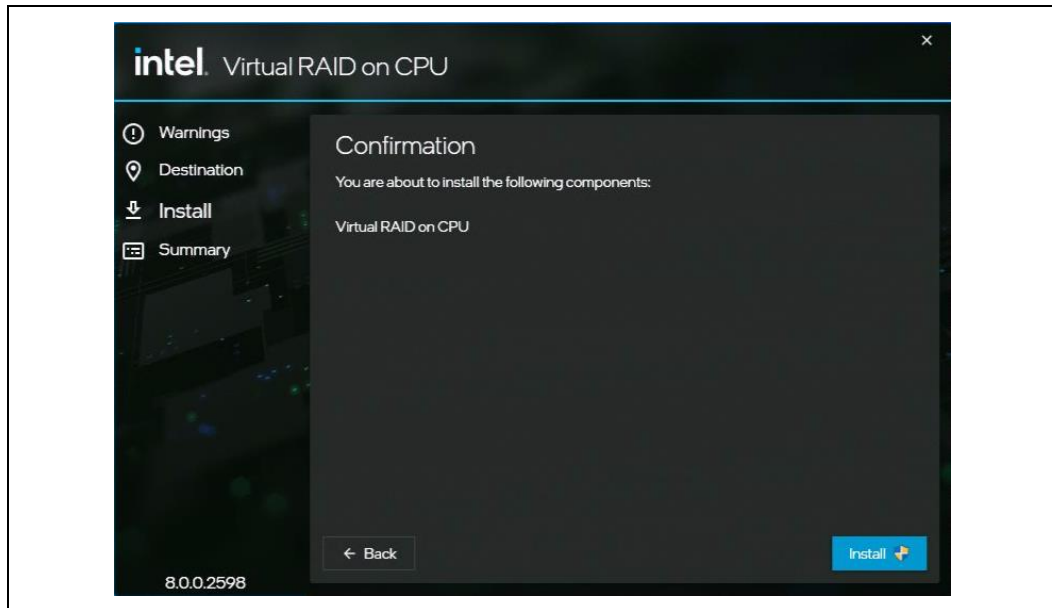 intel. Virtual RAID on CPU
Warnings
Destination
Install
Summary
Confirmation
You are about to install the following components:
Virtual RAID on CPU
← Back
Install
8.0.0.2598